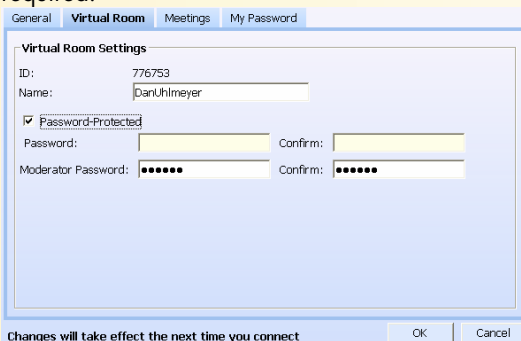 required.
General Virtual Room Meetings My Password
Virtual Room Settings
ID: 776753
Name: DanUhlmeyer
Password-Protected
Password: Confirm:
Moderator Password: •••••• Confirm: ••••••
Changes will take effect the next time you connect OK Cancel